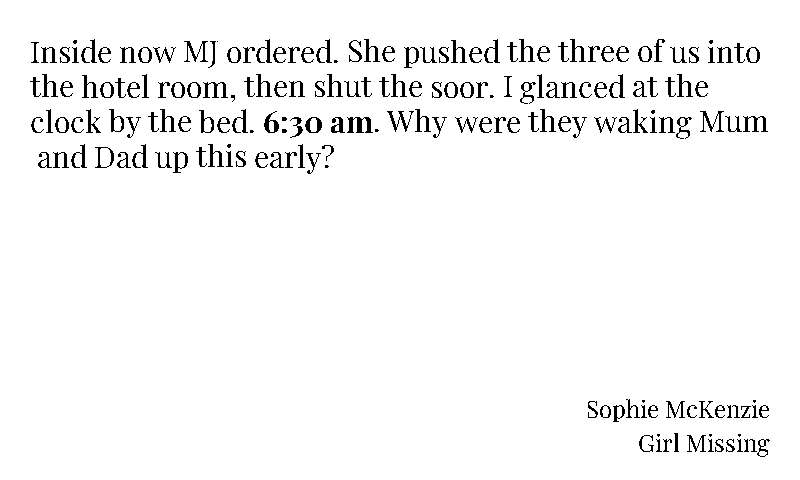 Inside now MJ ordered. She pushed the three of us into
the hotel room, then shut the soor. I glanced at the
clock by the bed. 6:30 am. Why were they waking Mum
and Dad up this early?
Sophie McKenzie
Girl Missing